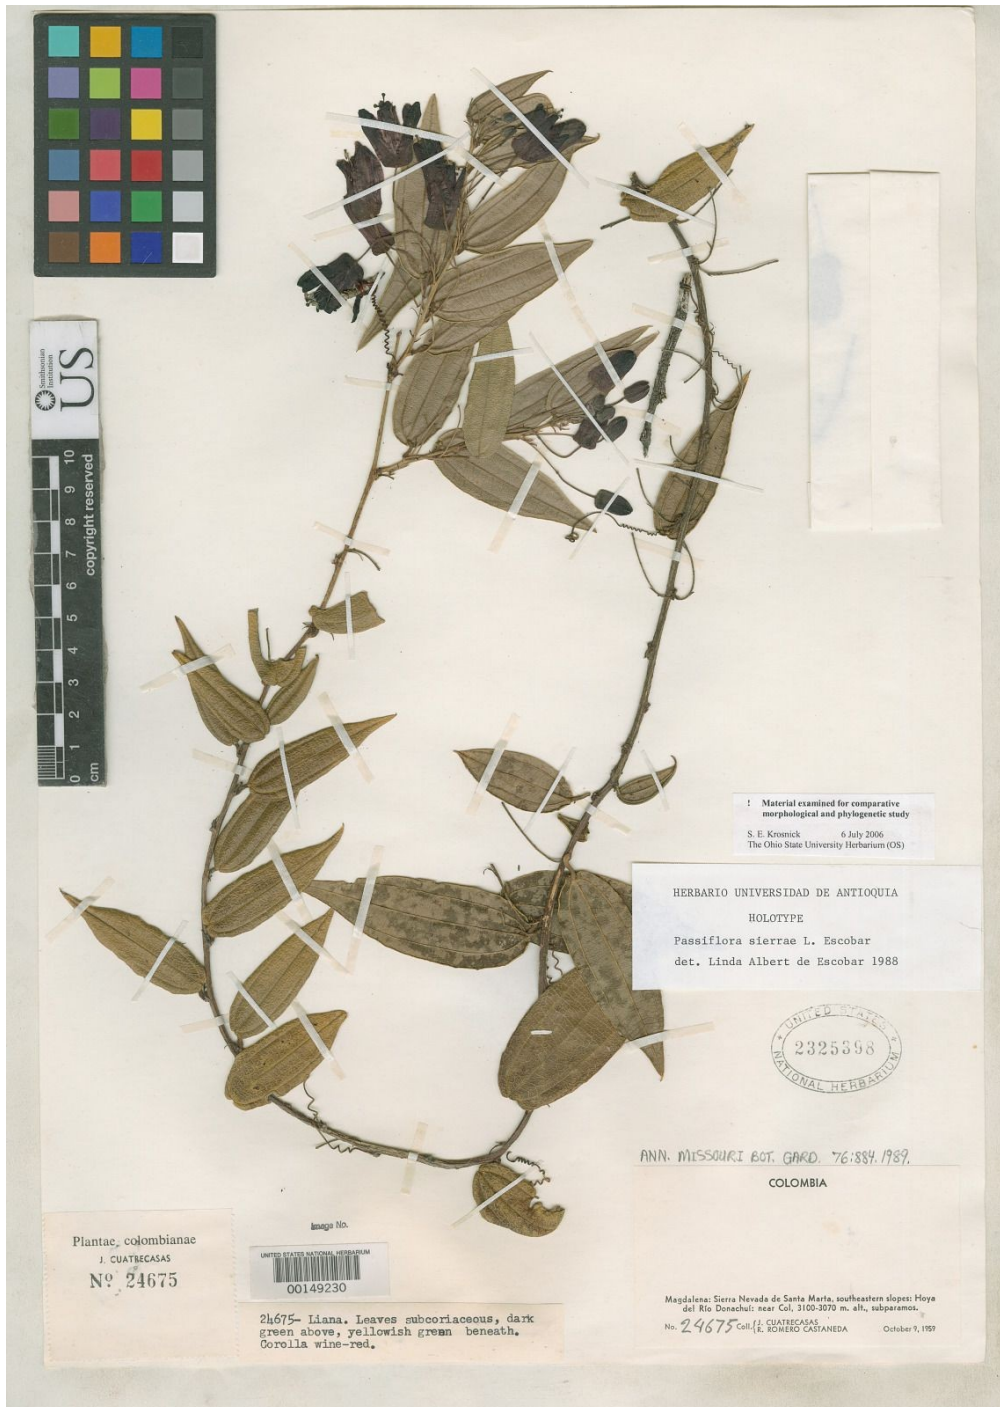 Smithsonian
Institution
US
0 1 2 3 4 5 6 7 8 9 10
cm
copyright reserved
! Material examined for comparative
morphological and phylogenetic study
S. E. Krosnick 6 July 2006
The Ohio State University Herbarium (OS)
HERBARIO UNIVERSIDAD DE ANTIOQUIA
HOLOTYPE
Passiflora sierrae L. Escobar
det. Linda Albert de Escobar 1988
UNITED STATES
2325398
NATIONAL HERBARIUM
ANN. MISSOURI BOT. GARD. 76:884.1989.
COLOMBIA
Magdalena: Sierra Nevada de Santa Marta, southeastern slopes: Hoya
del Río Donachuí: near Col, 3100-3070 m. alt., subparamos.
No. 24675 Coll. { J. CUATRECASAS
R. ROMERO CASTANEDA October 9, 1959
Plantae colombianae
J. CUATRECASAS
No 24675
Image No.
UNITED STATES NATIONAL HERBARIUM
00149230
24675- Liana. Leaves subcoriaceous, dark
green above, yellowish green beneath.
Corolla wine-red.